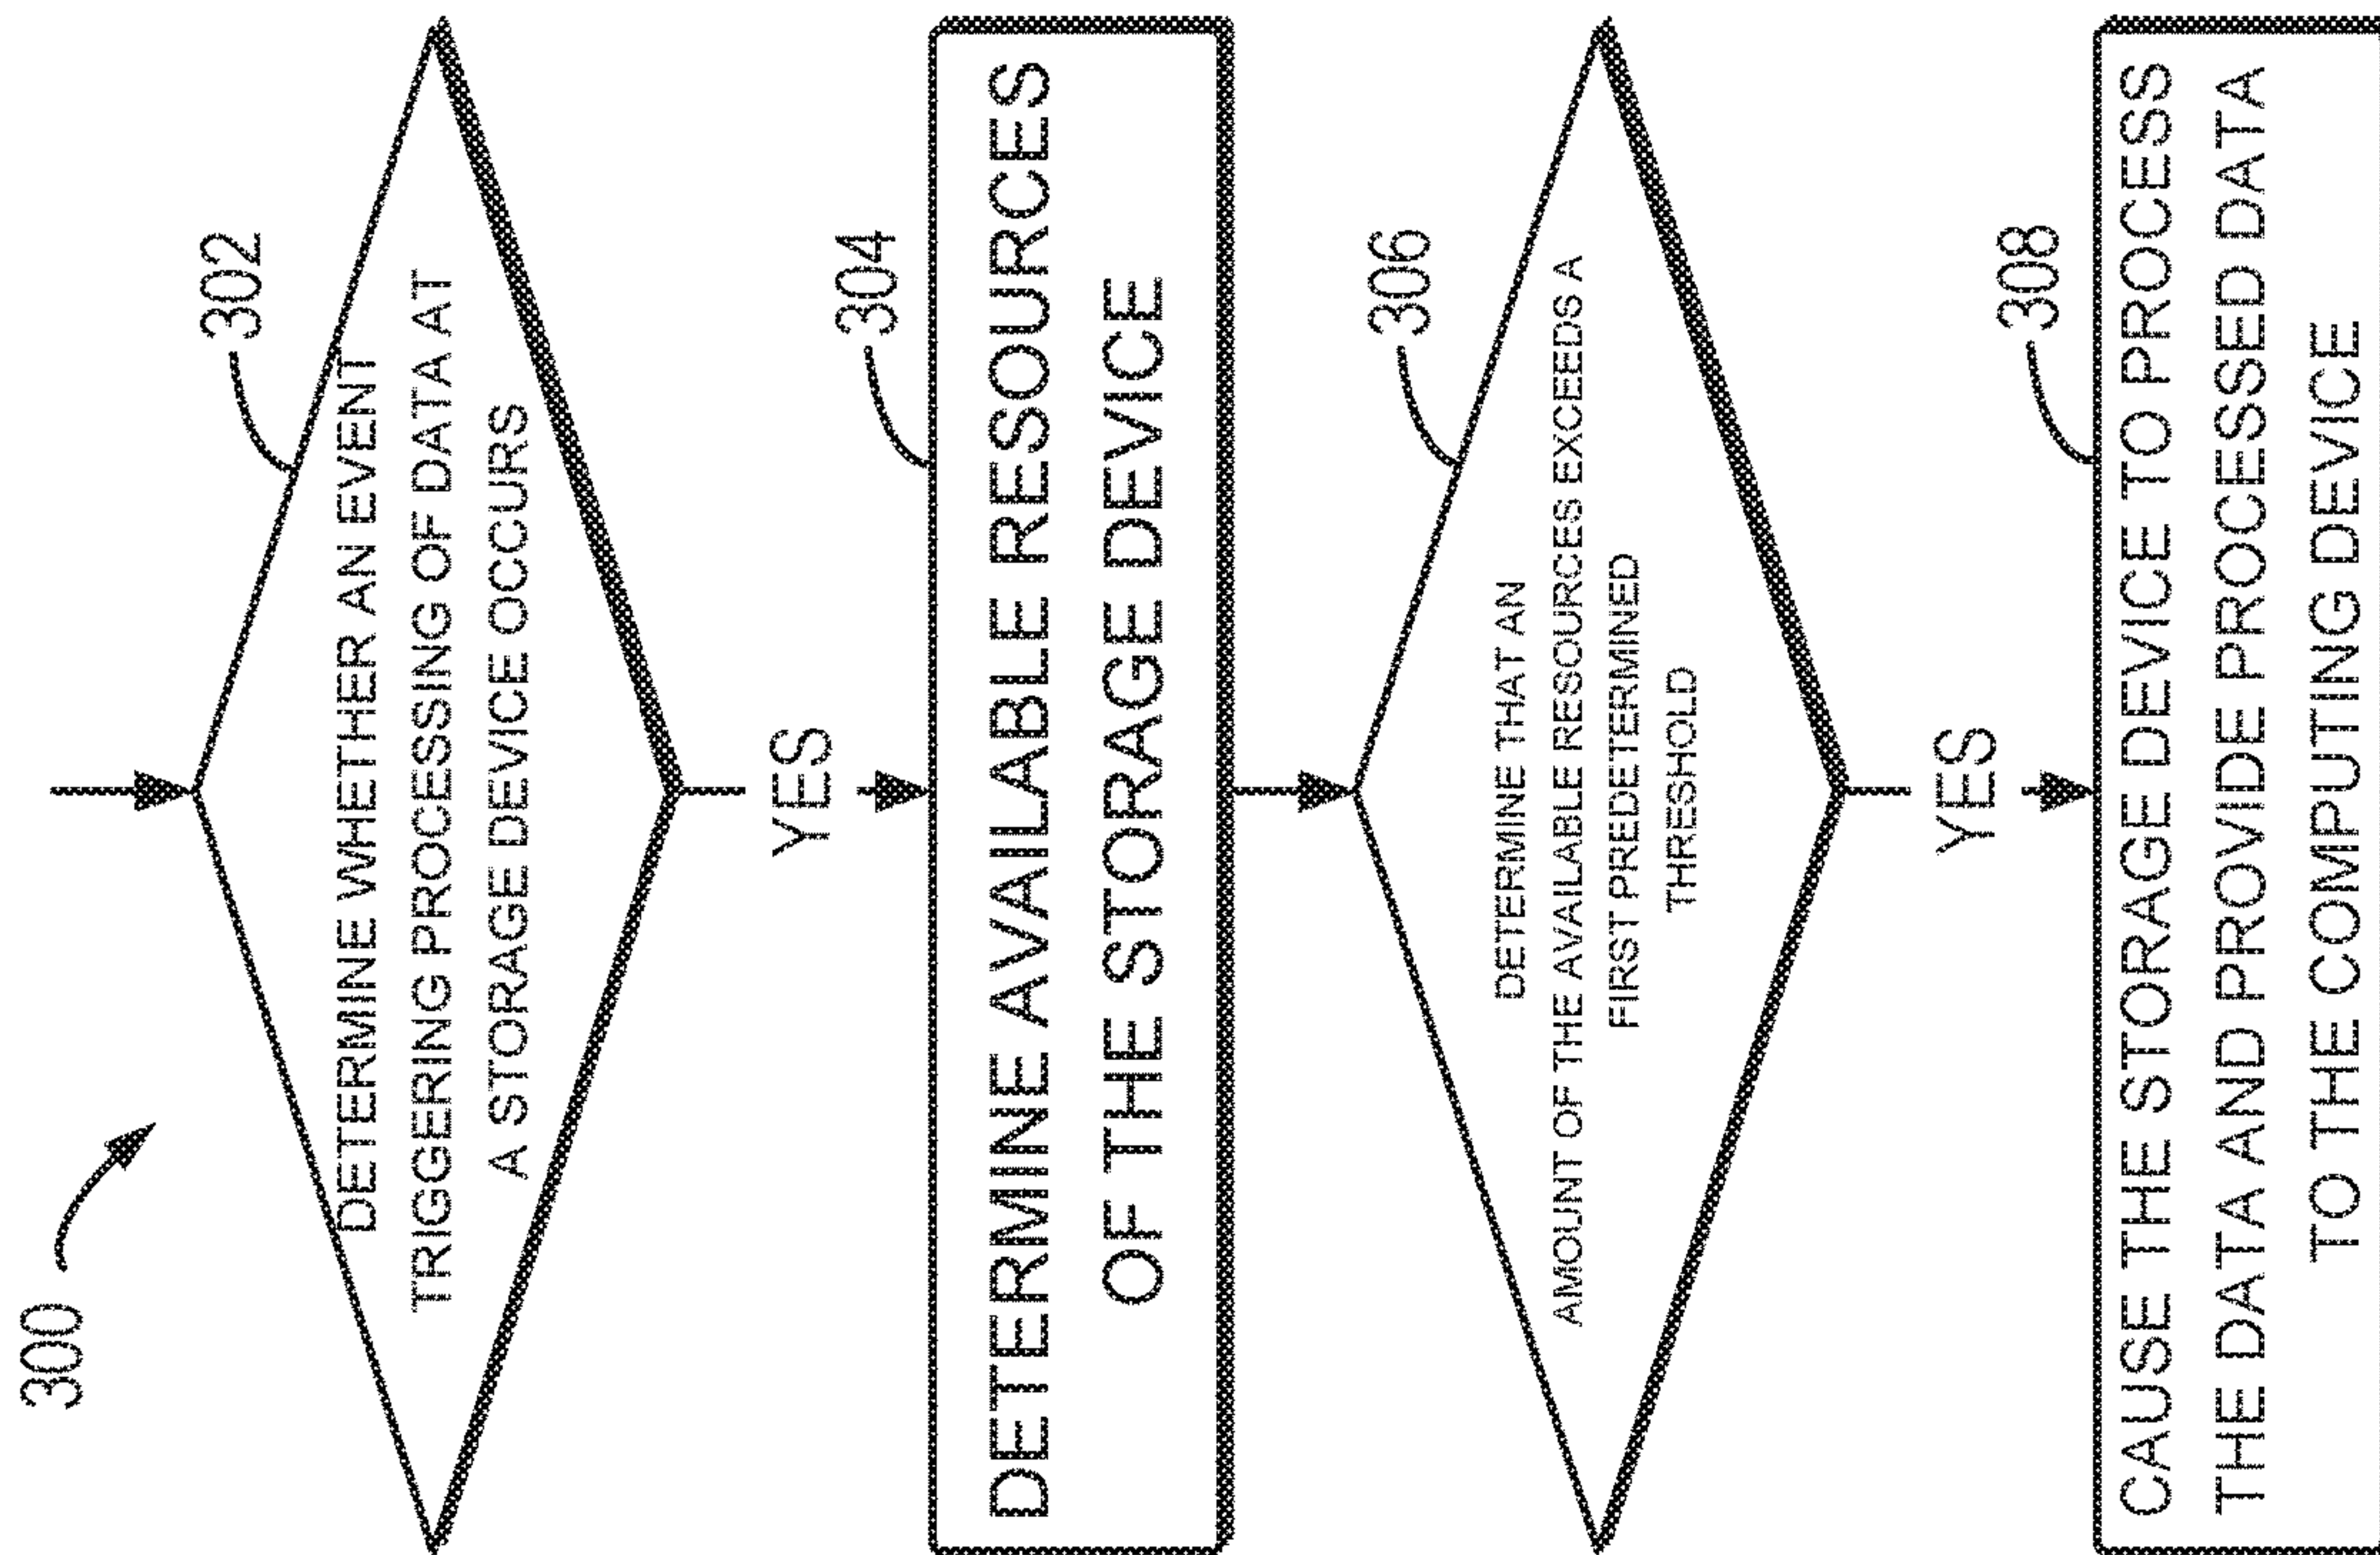 300
302
DETERMINE WHETHER AN EVENT
TRIGGERING PROCESSING OF DATA AT
A STORAGE DEVICE OCCURS
YES
304
DETERMINE AVAILABLE RESOURCES
OF THE STORAGE DEVICE
306
DETERMINE THAT AN
AMOUNT OF THE AVAILABLE RESOURCES EXCEEDS A
FIRST PREDETERMINED
THRESHOLD
YES
308
CAUSE THE STORAGE DEVICE TO PROCESS
THE DATA AND PROVIDE PROCESSED DATA
TO THE COMPUTING DEVICE